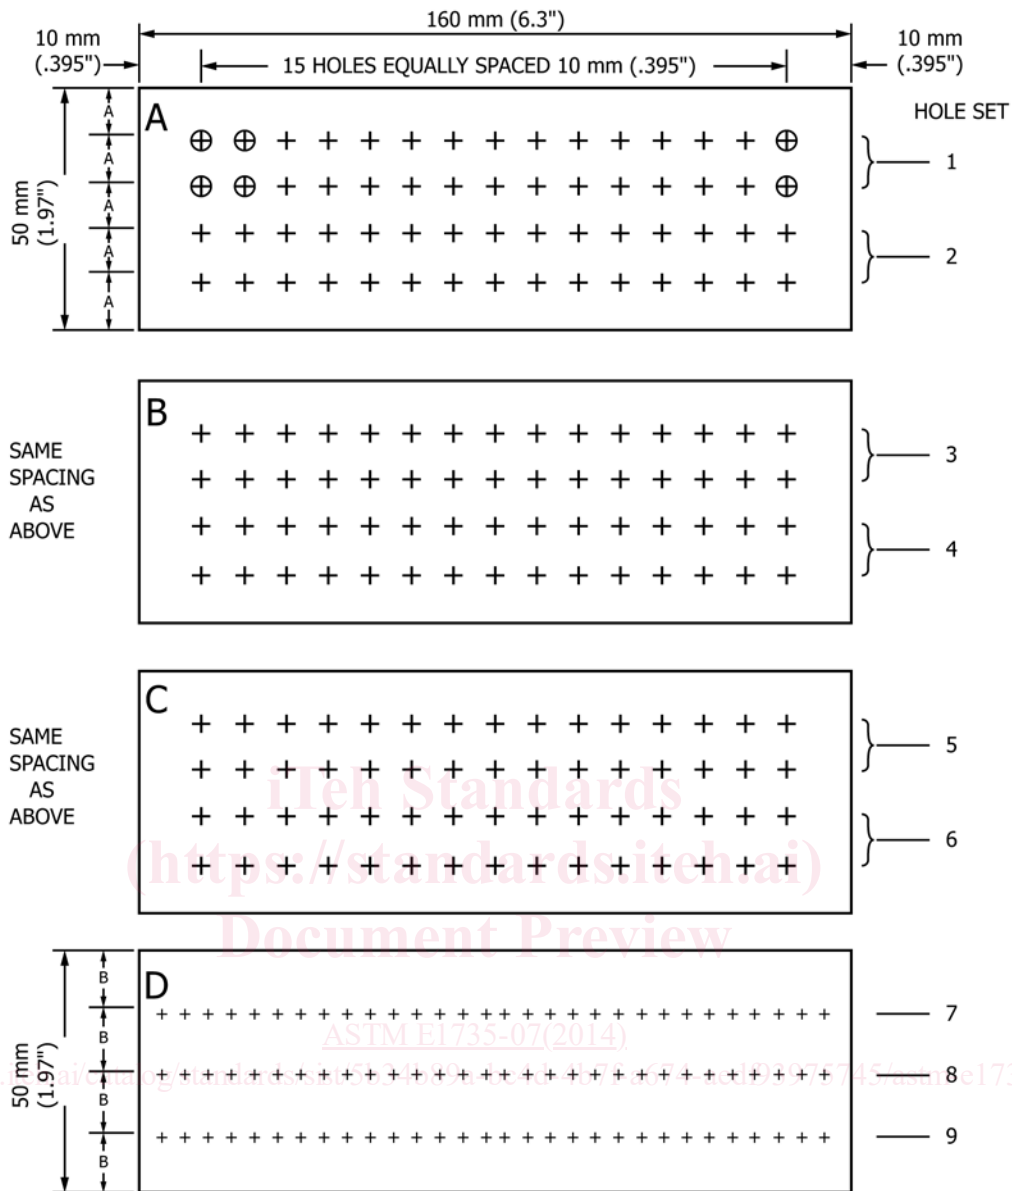 160 mm (6.3")
10 mm
(.395")
15 HOLES EQUALLY SPACED 10 mm (.395")
10 mm
(.395")
HOLE SET
50 mm
(1.97")
A
A
A
A
A
A
1
2
SAME
SPACING
AS
ABOVE
B
3
4
SAME
SPACING
AS
ABOVE
C
5
6
iTeh Standards
(https://standards.iteh.ai)
Document Preview
50 mm
(1.97")
B
B
B
B
D
7
ASTM E1735-07(2014)
8
9